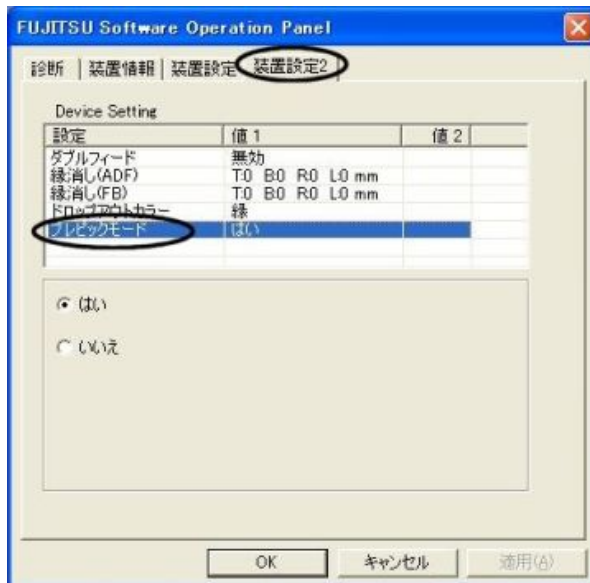 FUJITSU Software Operation Panel
診断 装置情報 装置設定 装置設定2
Device Setting
設定 値 1 値 2
ダブルフィード 無効
縁消し(ADF) T:0 B:0 R:0 L:0 mm
縁消し(FB) T:0 B:0 R:0 L:0 mm
ドロップアウトカラー 緑
プレピックモード はい
はい
いいえ
OK キャンセル 適用(A)